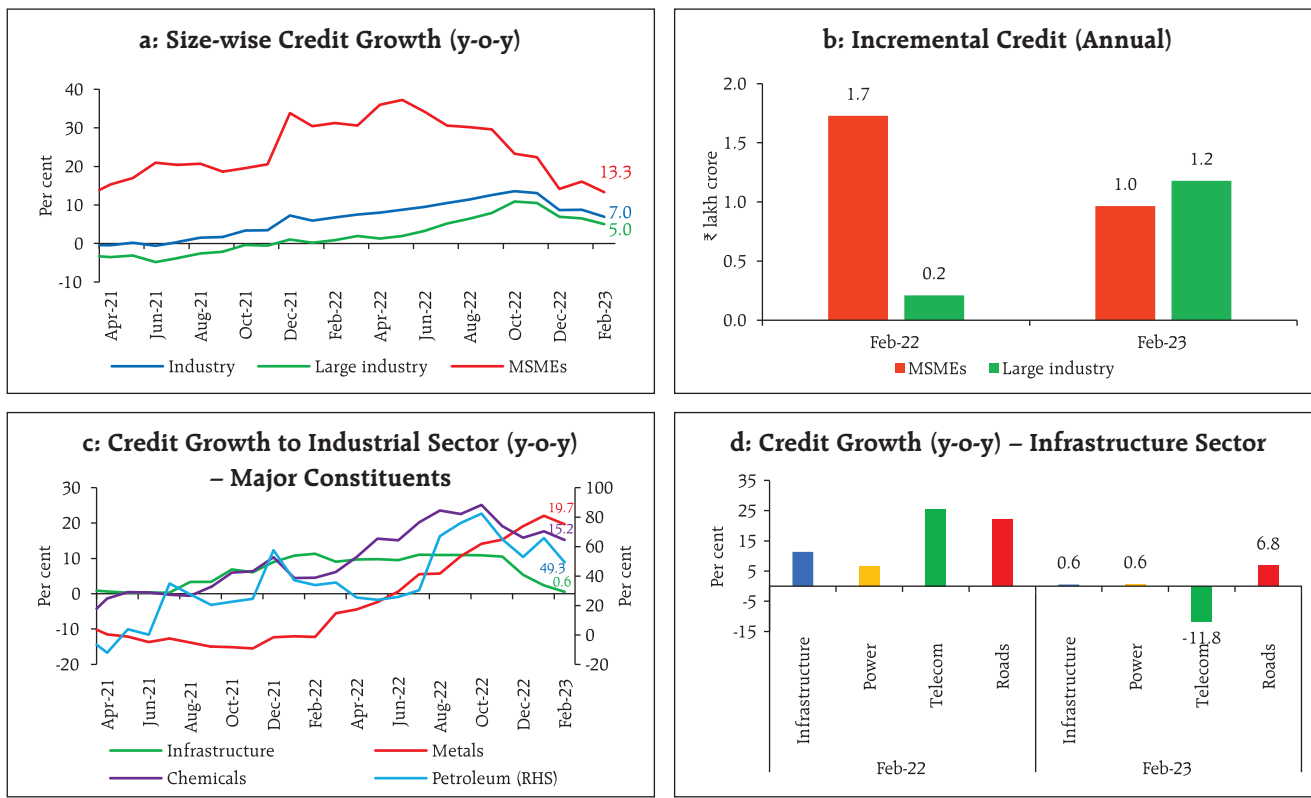 a: Size-wise Credit Growth (y-o-y)
Per cent
40
30
20
10
0
-10
13.3
7.0
5.0
Apr-21
Jun-21
Aug-21
Oct-21
Dec-21
Feb-22
Apr-22
Jun-22
Aug-22
Oct-22
Dec-22
Feb-23
Industry
Large industry
MSMEs
b: Incremental Credit (Annual)
₹ lakh crore
2.0
1.5
1.0
0.5
0.0
1.7
0.2
1.0
1.2
Feb-22
Feb-23
MSMEs
Large industry
c: Credit Growth to Industrial Sector (y-o-y)
– Major Constituents
Per cent
30
20
10
0
-10
-20
100
80
60
40
20
0
-20
Per cent
19.7
15.2
49.3
0.6
Apr-21
Jun-21
Aug-21
Oct-21
Dec-21
Feb-22
Apr-22
Jun-22
Aug-22
Oct-22
Dec-22
Feb-23
Infrastructure
Metals
Chemicals
Petroleum (RHS)
d: Credit Growth (y-o-y) – Infrastructure Sector
Per cent
35
25
15
5
-5
-15
0.6
0.6
-11.8
6.8
Infrastructure
Power
Telecom
Roads
Infrastructure
Power
Telecom
Roads
Feb-22
Feb-23